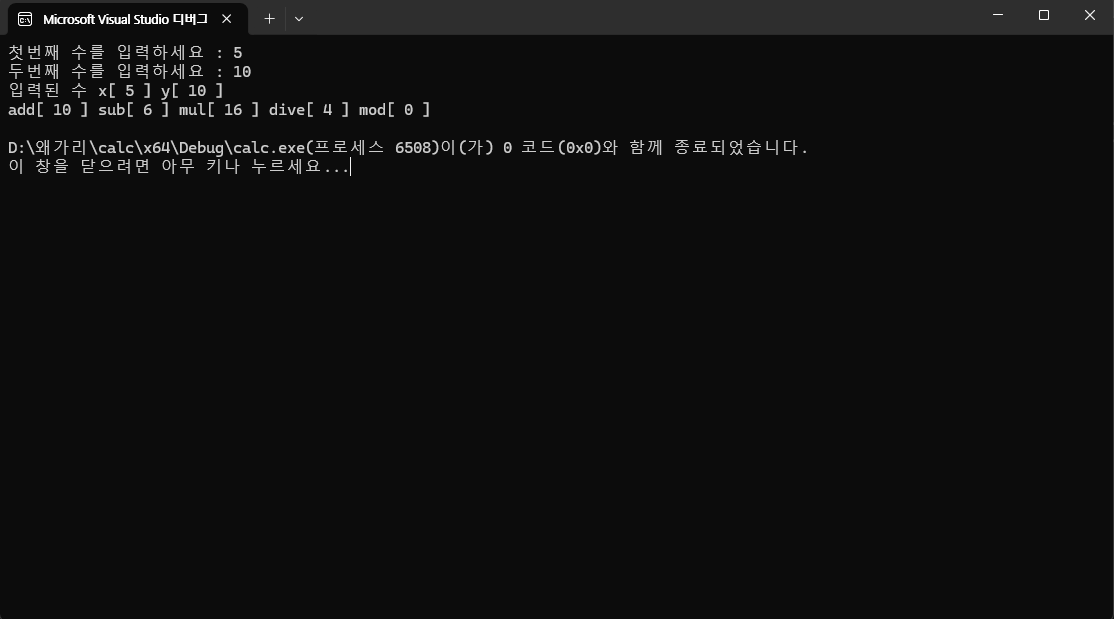 Microsoft Visual Studio 디버그
첫번째 수를 입력하세요 : 5
두번째 수를 입력하세요 : 10
입력된 수 x[ 5 ] y[ 10 ]
add[ 10 ] sub[ 6 ] mul[ 16 ] dive[ 4 ] mod[ 0 ]
D:\왜가리\calc\x64\Debug\calc.exe(프로세스 6508)이(가) 0 코드(0x0)와 함께 종료되었습니다.
이 창을 닫으려면 아무 키나 누르세요...